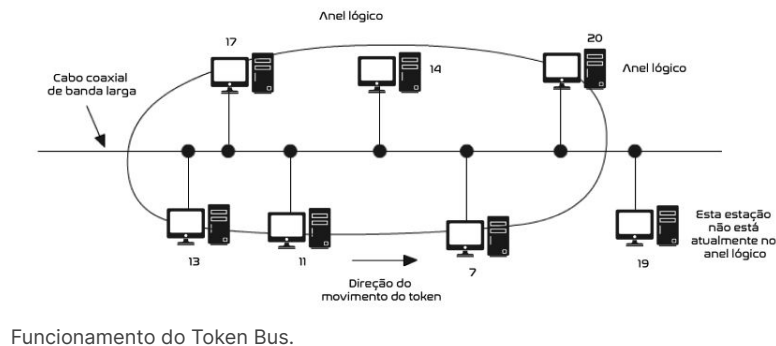 Anel lógico
17
14
20
Anel lógico
Cabo coaxial
de banda larga
13
11
7
19
Esta estação
não está
atualmente no
anel lógico
Direção do
movimento do token
Funcionamento do Token Bus.